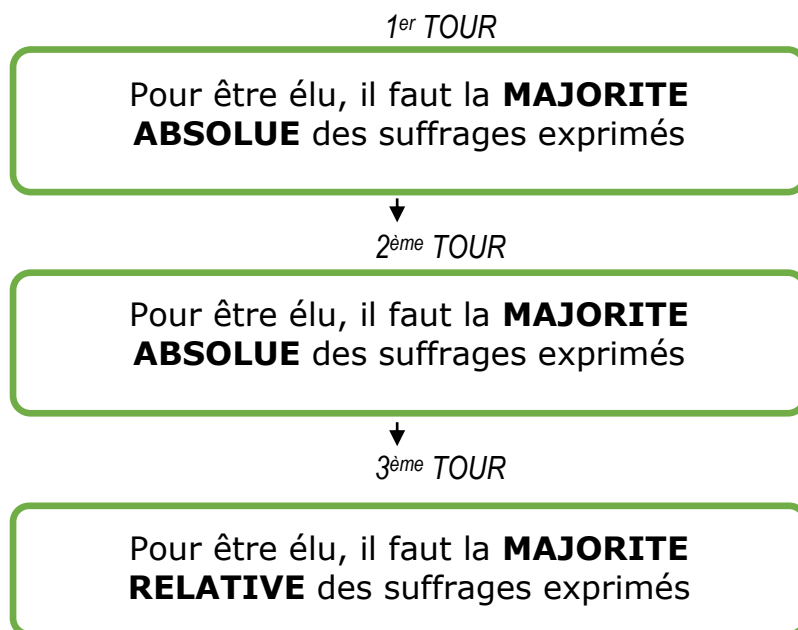 1er TOUR
Pour être élu, il faut la MAJORITE
ABSOLUE des suffrages exprimés
2ème TOUR
Pour être élu, il faut la MAJORITE
ABSOLUE des suffrages exprimés
3ème TOUR
Pour être élu, il faut la MAJORITE
RELATIVE des suffrages exprimés